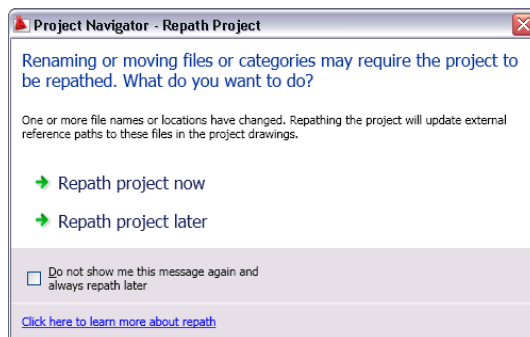 Project Navigator - Repath Project
Renaming or moving files or categories may require the project to
be repathed. What do you want to do?
One or more file names or locations have changed. Repathing the project will update external
reference paths to these files in the project drawings.
Repath project now
Repath project later
Do not show me this message again and
always repath later
Click here to learn more about repath